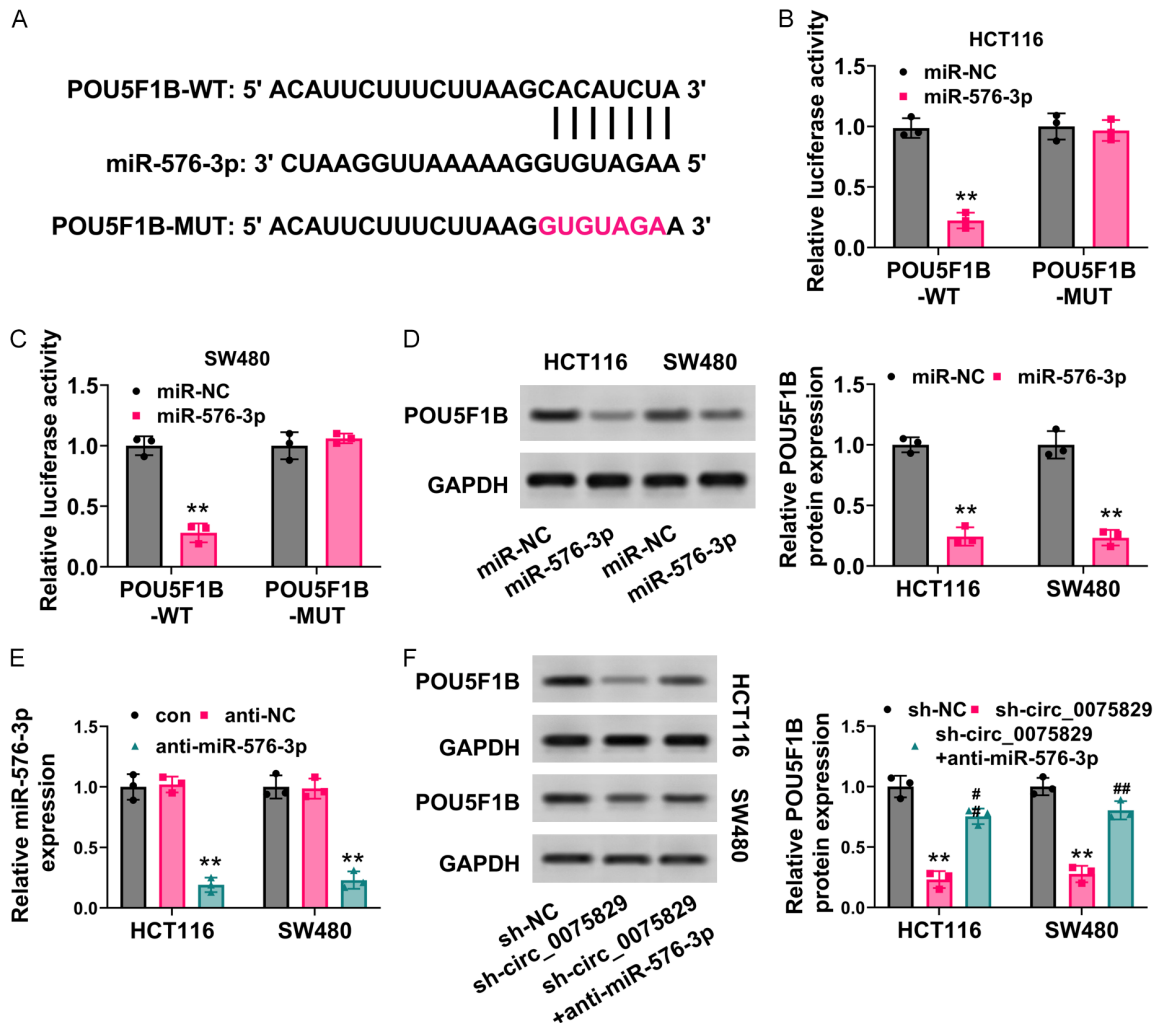 A
POU5F1B-WT: 5' ACAUUCUUUCUUAAGCACAUCUA 3'
miR-576-3p: 3' CUAAGGUUAAAAAGGUGUAGAA 5'
POU5F1B-MUT: 5' ACAUUCUUUCUUAAGGUGUAGAA 3'
B
HCT116
Relative luciferase activity
miR-NC
miR-576-3p
1.5
1.0
0.5
0.0
**
POU5F1B
-WT
POU5F1B
-MUT
C
SW480
Relative luciferase activity
miR-NC
miR-576-3p
1.5
1.0
0.5
0.0
**
POU5F1B
-WT
POU5F1B
-MUT
D
HCT116 SW480
POU5F1B
GAPDH
miR-NC
miR-576-3p
miR-NC
miR-576-3p
Relative POU5F1B
protein expression
miR-NC miR-576-3p
1.5
1.0
0.5
0.0
**
**
HCT116 SW480
E
Relative miR-576-3p
expression
con anti-NC
anti-miR-576-3p
1.5
1.0
0.5
0.0
**
**
HCT116 SW480
F
POU5F1B
GAPDH
HCT116
POU5F1B
GAPDH
SW480
sh-NC
sh-circ_0075829
sh-circ_0075829
+anti-miR-576-3p
Relative POU5F1B
protein expression
sh-NC sh-circ_0075829
sh-circ_0075829
+anti-miR-576-3p
1.5
1.0
0.5
0.0
**
#
#
**
##
HCT116 SW480